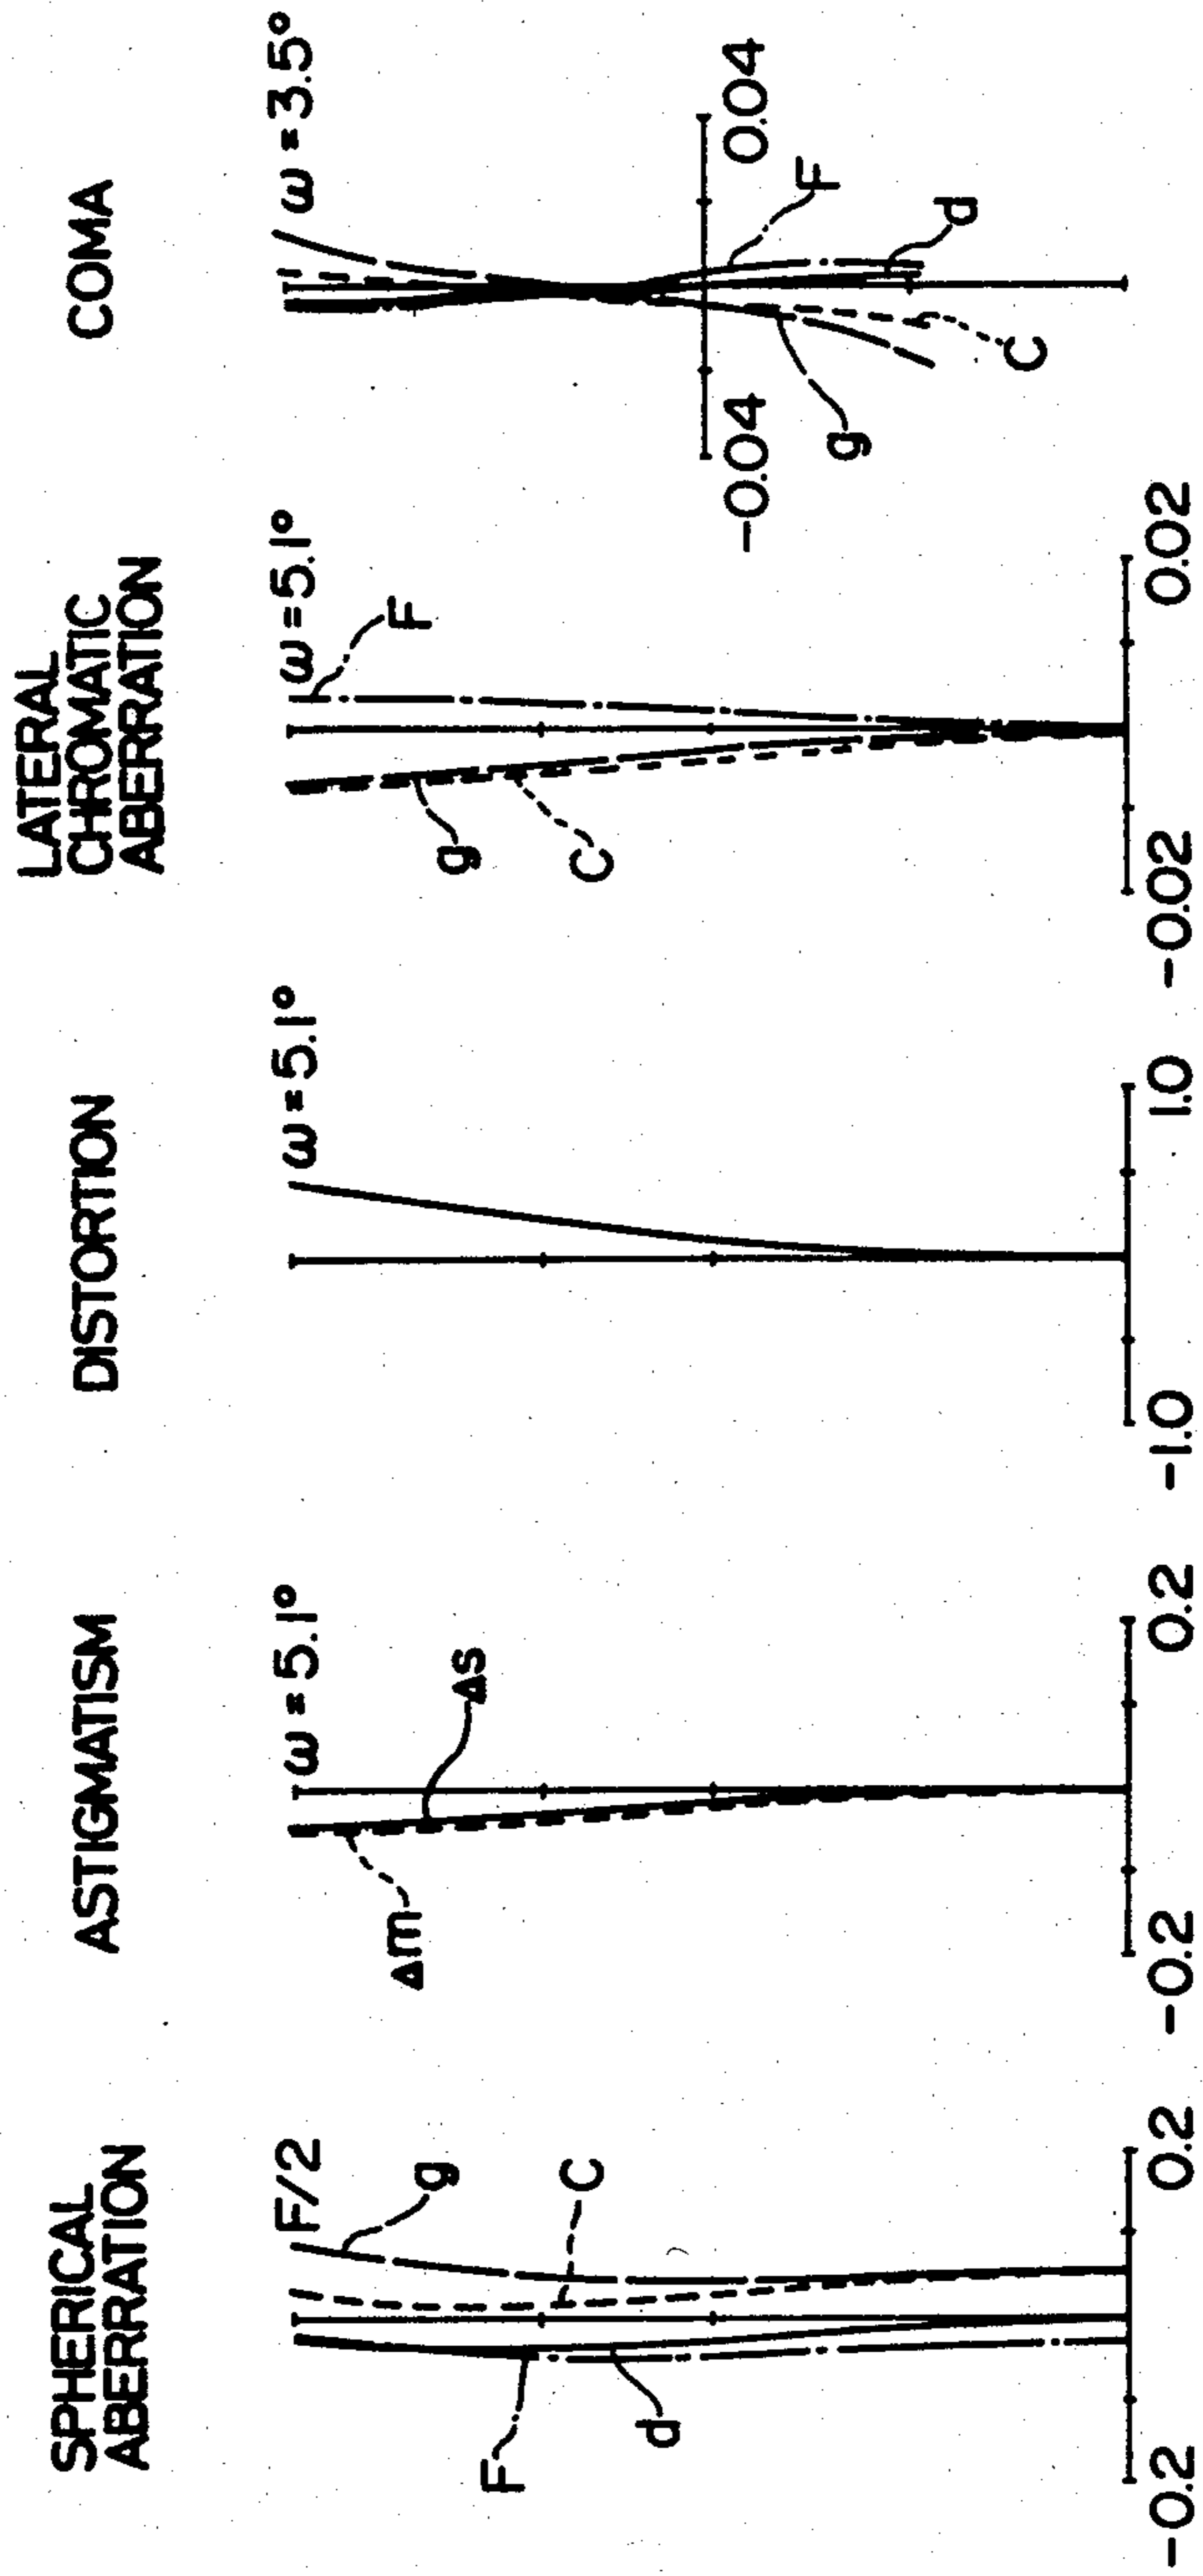 SPHERICAL
ABERRATION
F/2
g
C
F
d
-0.2
0.2
ASTIGMATISM
ω = 5.1°
Δm
Δs
-0.2
0.2
DISTORTION
ω = 5.1°
-1.0
1.0
LATERAL
CHROMATIC
ABERRATION
ω = 5.1°
F
g
C
-0.02
0.02
COMA
ω = 3.5°
-0.04
0.04
F
d
g
C